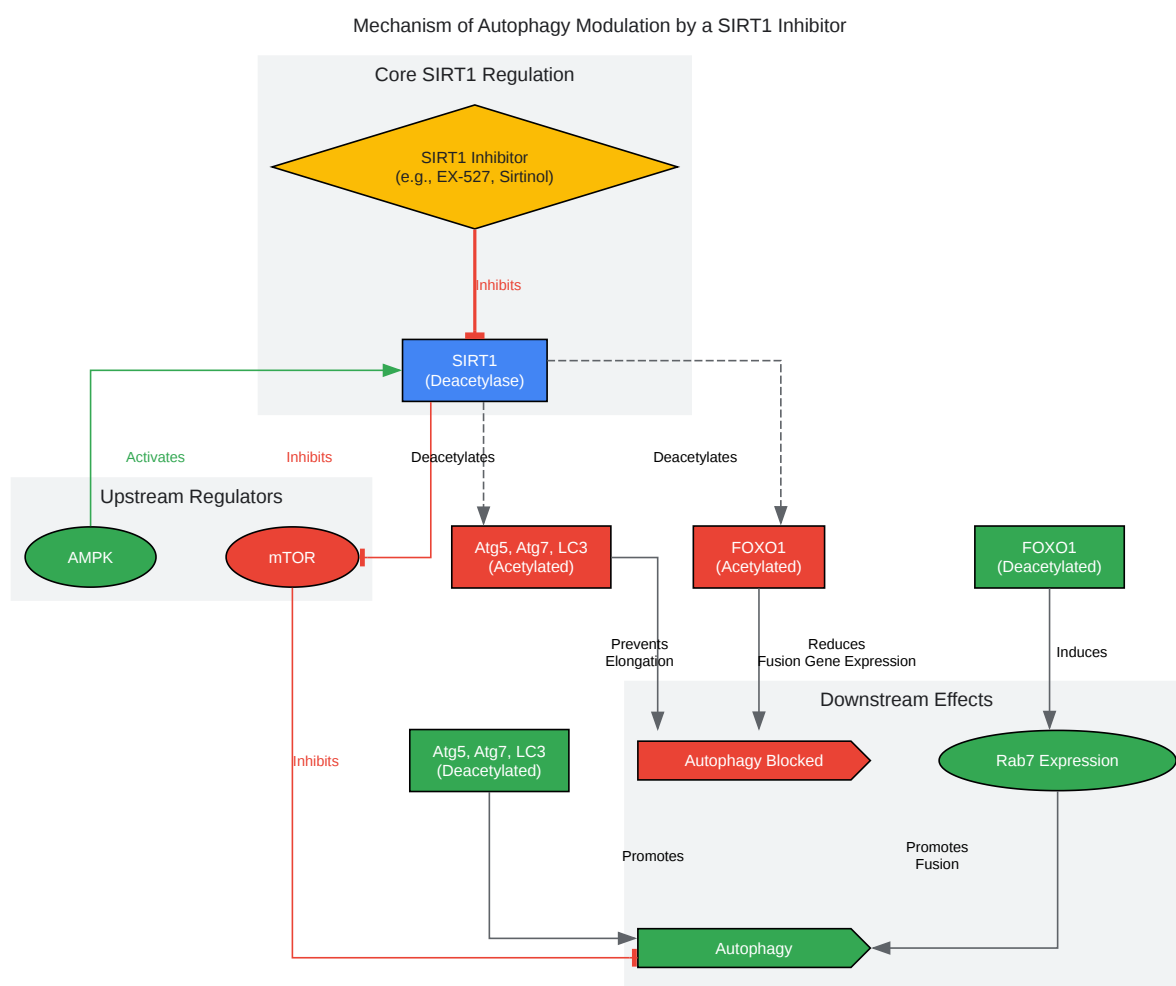 Mechanism of Autophagy Modulation by a SIRT1 Inhibitor
Core SIRT1 Regulation
SIRT1 Inhibitor
(e.g., EX-527, Sirtinol)
Inhibits
SIRT1
(Deacetylase)
Activates
Inhibits
Deacetylates
Deacetylates
Upstream Regulators
AMPK
mTOR
Atg5, Atg7, LC3
(Acetylated)
FOXO1
(Acetylated)
FOXO1
(Deacetylated)
Prevents
Elongation
Reduces
Fusion Gene Expression
Induces
Downstream Effects
Inhibits
Atg5, Atg7, LC3
(Deacetylated)
Autophagy Blocked
Rab7 Expression
Promotes
Promotes
Fusion
Autophagy